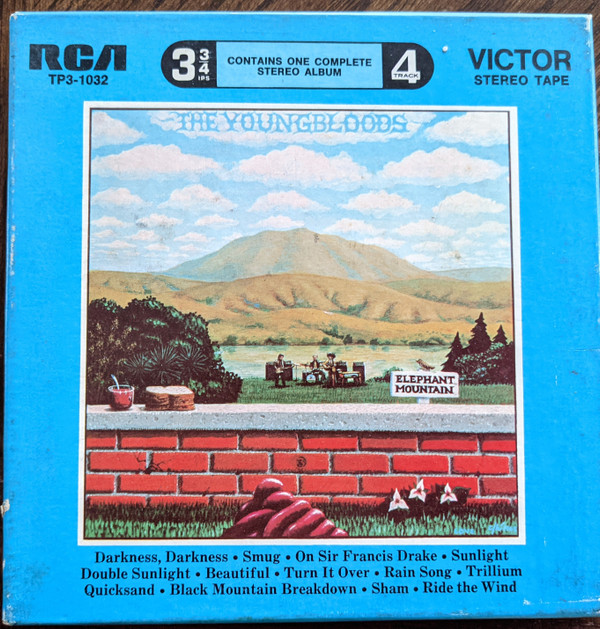 RCA
TP3-1032
3 3/4 IPS
CONTAINS ONE COMPLETE
STEREO ALBUM
4
TRACK
VICTOR
STEREO TAPE
THE YOUNGBLOODS
ELEPHANT
MOUNTAIN
Darkness, Darkness • Smug • On Sir Francis Drake • Sunlight
Double Sunlight • Beautiful • Turn It Over • Rain Song • Trillium
Quicksand • Black Mountain Breakdown • Sham • Ride the Wind